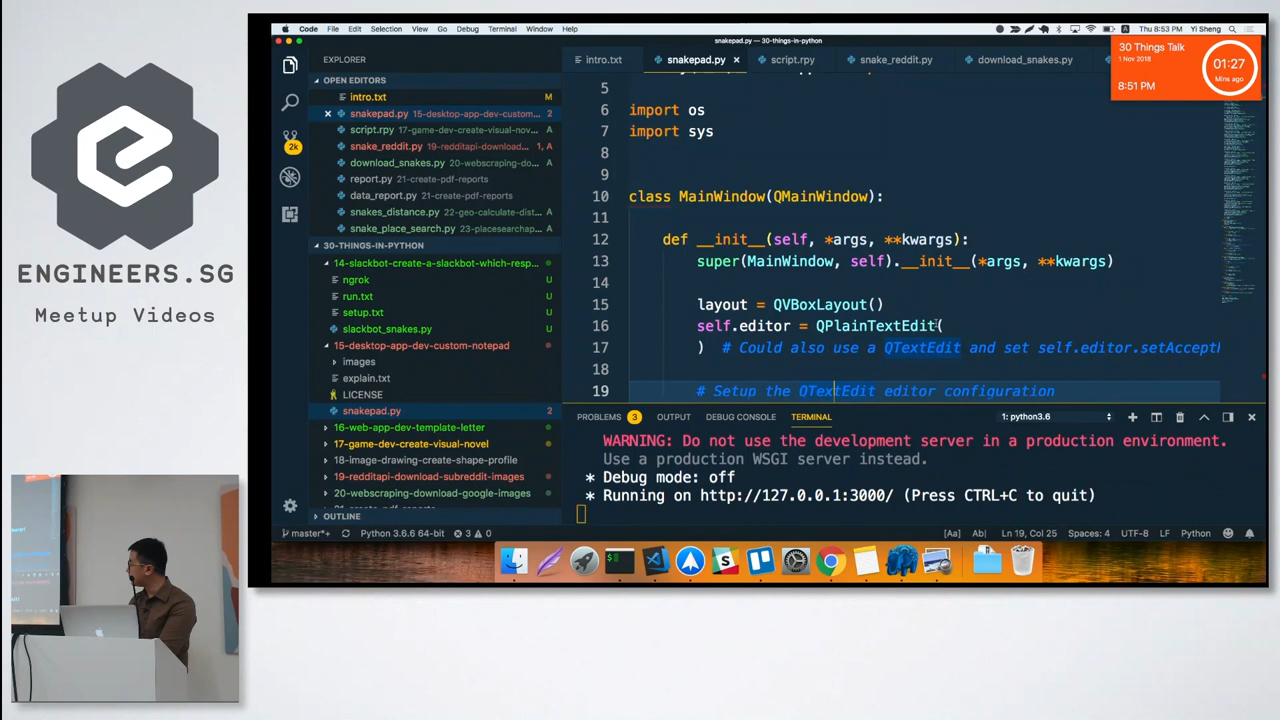 Code File Edit Selection View Go Debug Terminal Window Help
Thu 8:53 PM Yi Sheng
snakepad.py — 30-things-in-python
30 Things Talk
1 Nov 2018
8:51 PM
01:27
Mins ago
ENGINEERS.SG
Meetup Videos
EXPLORER
OPEN EDITORS
intro.txt M
snakepad.py 15-desktop-app-dev-custom... 2
script.rpy 17-game-dev-create-visual-nov...
snake_reddit.py 19-redditapi-download... 1, A
download_snakes.py 20-webscraping-do...
report.py 21-create-pdf-reports
data_report.py 21-create-pdf-reports
snakes_distance.py 22-geo-calculate-dist...
snake_place_search.py 23-placesearchap...
2k
30-THINGS-IN-PYTHON
14-slackbot-create-a-slackbot-which-resp...
ngrok U
run.txt U
setup.txt U
slackbot_snakes.py U
15-desktop-app-dev-custom-notepad
images
explain.txt
LICENSE
snakepad.py 2
16-web-app-dev-template-letter
17-game-dev-create-visual-novel
18-image-drawing-create-shape-profile
19-redditapi-download-subreddit-images
20-webscraping-download-google-images
OUTLINE
intro.txt snakepad.py script.rpy snake_reddit.py download_snakes.py
5
6 import os
7 import sys
8
9
10 class MainWindow(QMainWindow):
11
12 def __init__(self, *args, **kwargs):
13 super(MainWindow, self).__init__(*args, **kwargs)
14
15 layout = QVBoxLayout()
16 self.editor = QPlainTextEdit(
17 ) # Could also use a QTextEdit and set self.editor.setAcceptR
18
19 # Setup the QTextEdit editor configuration
PROBLEMS 3 OUTPUT DEBUG CONSOLE TERMINAL 1: python3.6
WARNING: Do not use the development server in a production environment.
Use a production WSGI server instead.
* Debug mode: off
* Running on http://127.0.0.1:3000/ (Press CTRL+C to quit)
master*+ Python 3.6.6 64-bit 3 0 [Aa] Ab| Ln 19, Col 25 Spaces: 4 UTF-8 LF Python